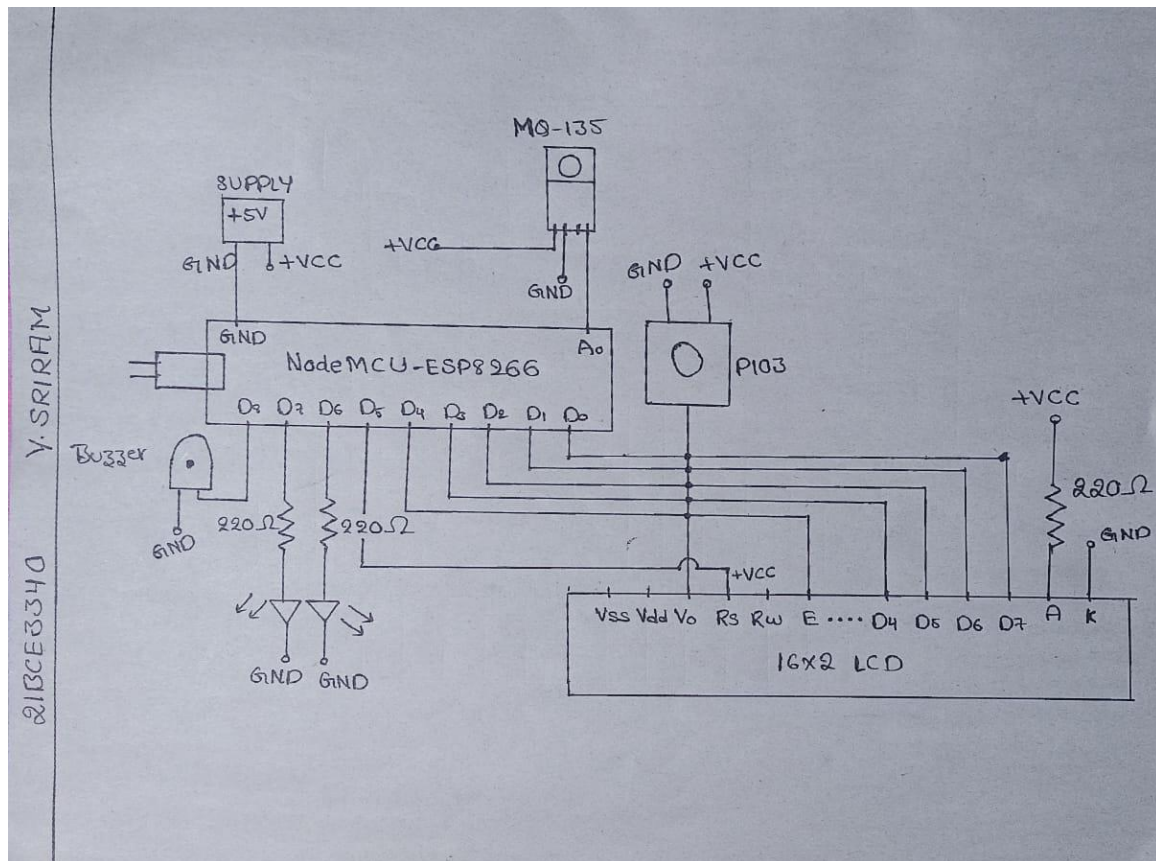 MQ-135
SUPPLY
+5V
GND +VCC
+VCC
GND
GND +VCC
GND A0
NodeMCU-ESP8266
P103
D8 D7 D6 D5 D4 D3 D2 D1 D0
+VCC
Buzzer
220Ω 220Ω
220Ω
GND
GND
+VCC
GND GND
Vss Vdd Vo RS RW E .... D4 D5 D6 D7 A K
16X2 LCD
21BCE3340 Y. SRIRAM